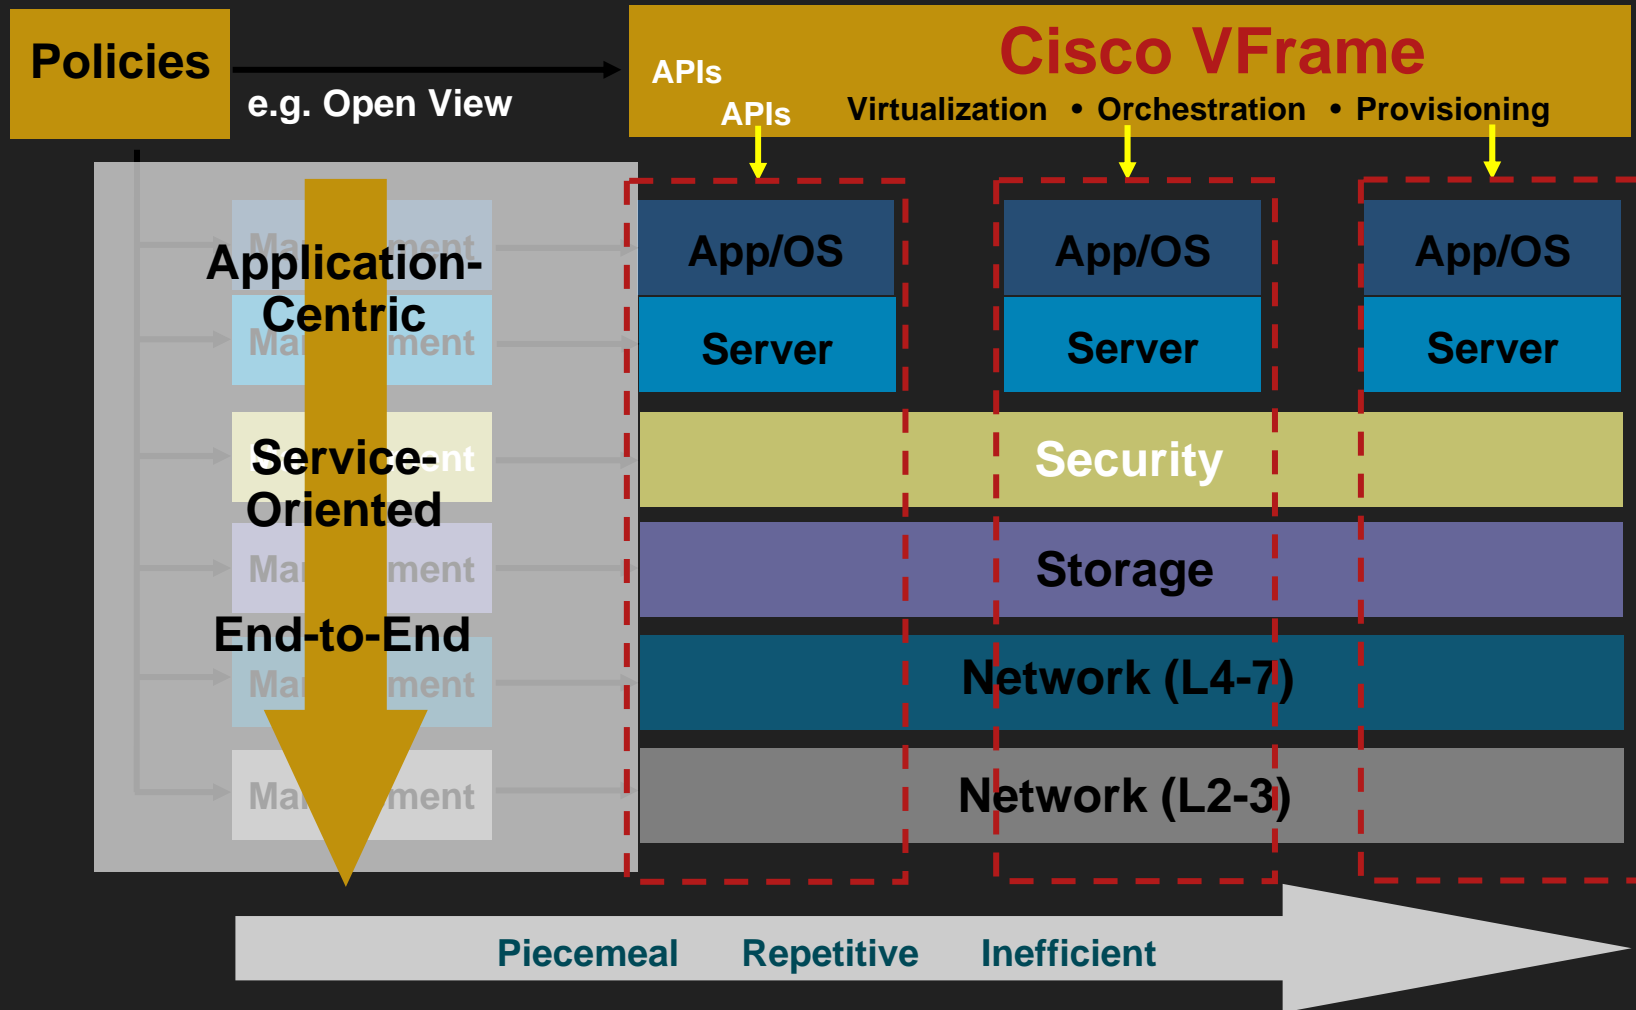 Policies
e.g. Open View
APIs
APIs
Cisco VFrame
Virtualization • Orchestration • Provisioning
Application-
Centric
Service-
Oriented
End-to-End
App/OS
App/OS
App/OS
Server
Server
Server
Security
Storage
Network (L4-7)
Network (L2-3)
Piecemeal Repetitive Inefficient